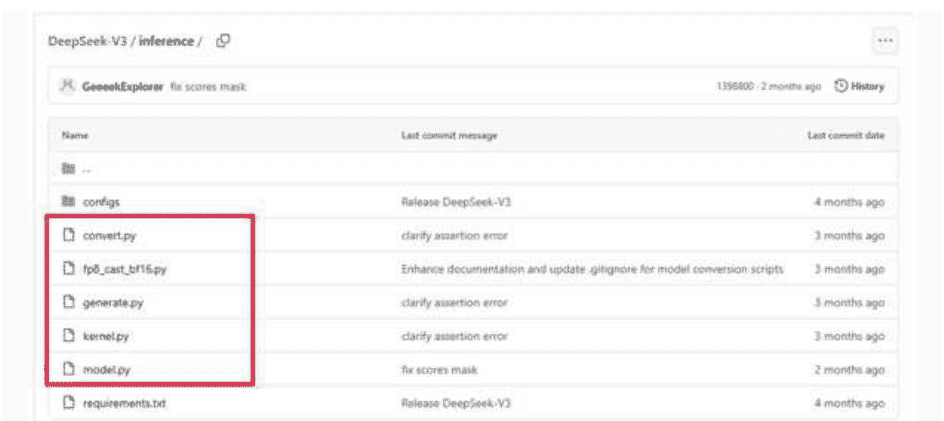 DeepSeek-V3 / inference /
...
GeeeekExplorer fix scores mask 1398800 · 2 months ago History
Name Last commit message Last commit date
..
configs Release DeepSeek-V3 4 months ago
convert.py clarify assertion error 3 months ago
fp8_cast_bf16.py Enhance documentation and update .gitignore for model conversion scripts 3 months ago
generate.py clarify assertion error 3 months ago
kernel.py clarify assertion error 3 months ago
model.py fix scores mask 2 months ago
requirements.txt Release DeepSeek-V3 4 months ago